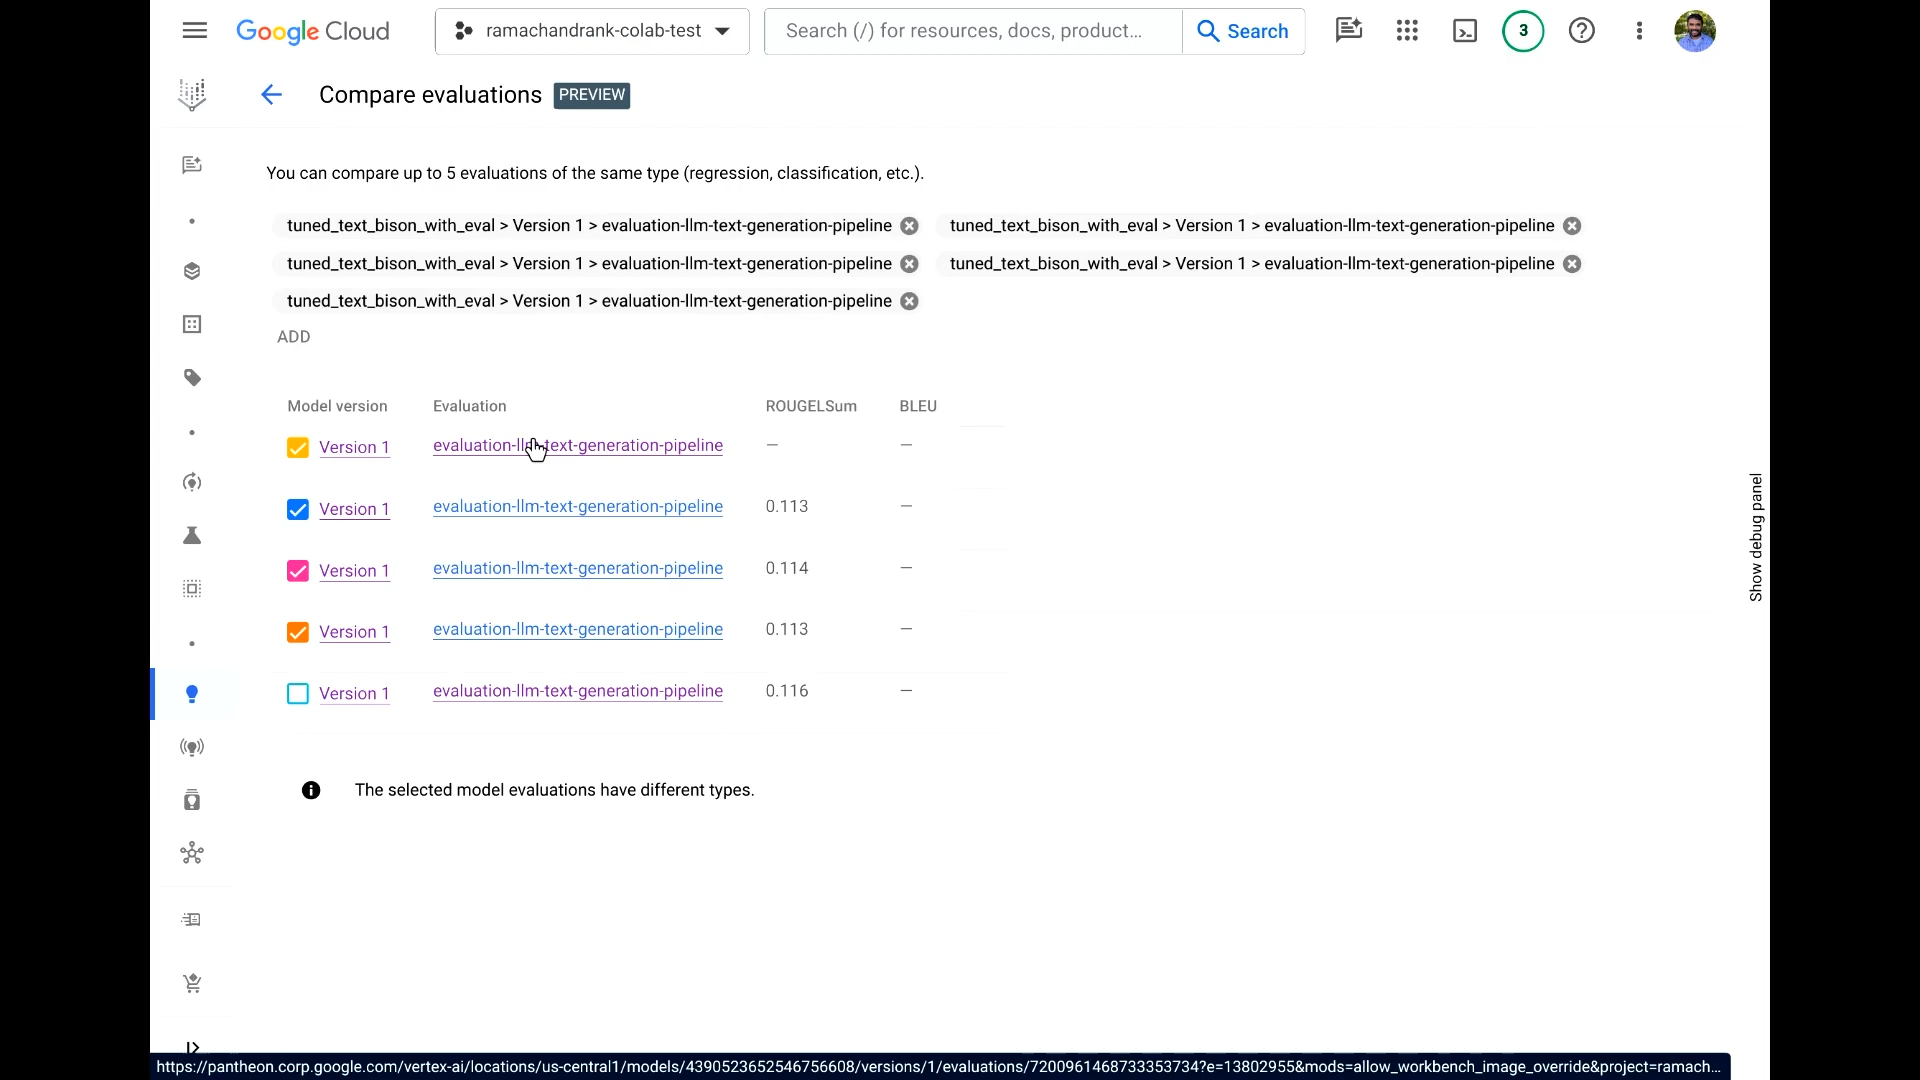 Google Cloud
ramachandrank-colab-test
Search (/) for resources, docs, product...
Search
3
Compare evaluations
PREVIEW
You can compare up to 5 evaluations of the same type (regression, classification, etc.).
tuned_text_bison_with_eval > Version 1 > evaluation-llm-text-generation-pipeline
tuned_text_bison_with_eval > Version 1 > evaluation-llm-text-generation-pipeline
tuned_text_bison_with_eval > Version 1 > evaluation-llm-text-generation-pipeline
tuned_text_bison_with_eval > Version 1 > evaluation-llm-text-generation-pipeline
tuned_text_bison_with_eval > Version 1 > evaluation-llm-text-generation-pipeline
ADD
Model version Evaluation ROUGELSum BLEU
Version 1 evaluation-llm-text-generation-pipeline — —
Version 1 evaluation-llm-text-generation-pipeline 0.113 —
Version 1 evaluation-llm-text-generation-pipeline 0.114 —
Version 1 evaluation-llm-text-generation-pipeline 0.113 —
Version 1 evaluation-llm-text-generation-pipeline 0.116 —
The selected model evaluations have different types.
Show debug panel
https://pantheon.corp.google.com/vertex-ai/locations/us-central1/models/4390523652546756608/versions/1/evaluations/7200961468733353734?e=13802955&mods=allow_workbench_image_override&project=ramach...